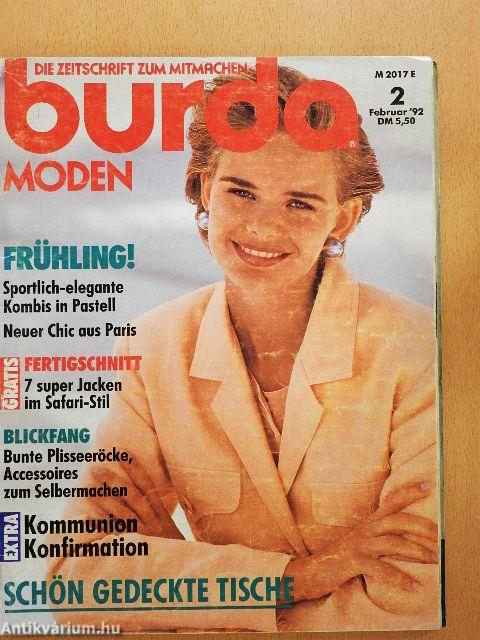 DIE ZEITSCHRIFT ZUM MITMACHEN
burda®
MODEN
M 2017 E
2
Februar '92
DM 5,50
FRÜHLING!
Sportlich-elegante
Kombis in Pastell
Neuer Chic aus Paris
GRATIS
FERTIGSCHNITT
7 super Jacken
im Safari-Stil
BLICKFANG
Bunte Plisseeröcke,
Accessoires
zum Selbermachen
EXTRA
Kommunion
Konfirmation
SCHÖN GEDECKTE TISCHE
Antikvárium.hu